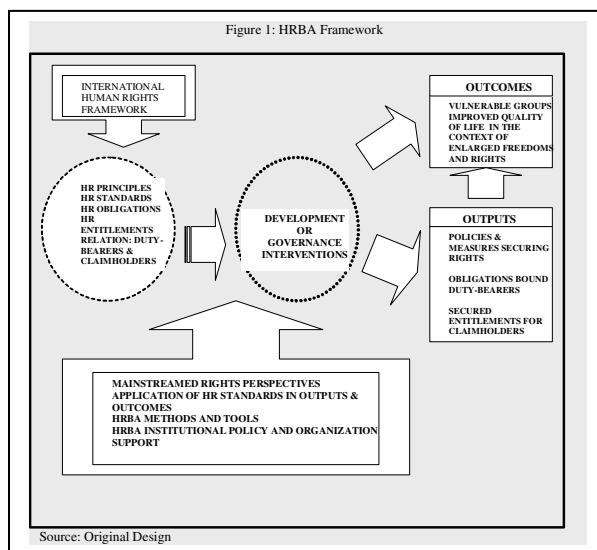 Figure 1: HRBA Framework
INTERNATIONAL
HUMAN RIGHTS
FRAMEWORK
HR PRINCIPLES
HR STANDARDS
HR OBLIGATIONS
HR
ENTITLEMENTS
RELATION: DUTY-
BEARERS &
CLAIMHOLDERS
DEVELOPMENT
OR
GOVERNANCE
INTERVENTIONS
OUTCOMES
VULNERABLE GROUPS
IMPROVED QUALITY
OF LIFE IN THE
CONTEXT OF
ENLARGED FREEDOMS
AND RIGHTS
OUTPUTS
POLICIES &
MEASURES SECURING
RIGHTS
OBLIGATIONS BOUND
DUTY-BEARERS
SECURED
ENTITLEMENTS FOR
CLAIMHOLDERS
MAINSTREAMED RIGHTS PERSPECTIVES
APPLICATION OF HR STANDARDS IN OUTPUTS &
OUTCOMES
HRBA METHODS AND TOOLS
HRBA INSTITUTIONAL POLICY AND ORGANIZATION
SUPPORT
Source: Original Design